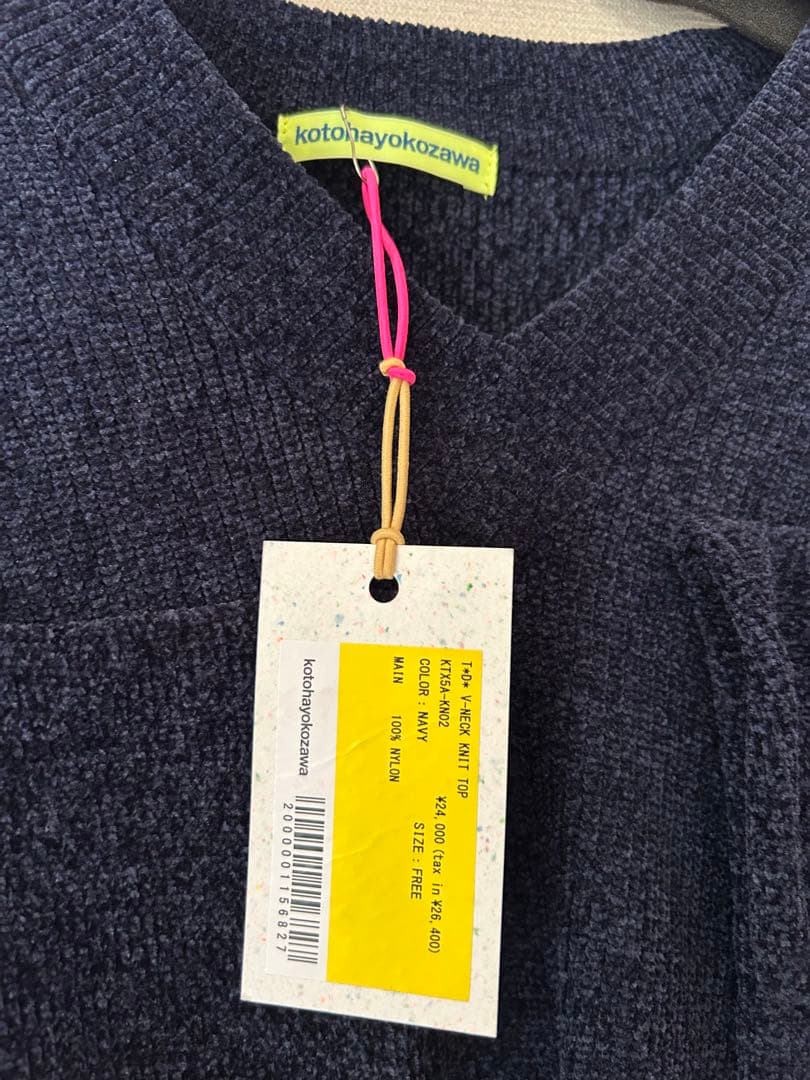 kotohayokozawa
T*D* V-NECK KNIT TOP
KTX5A-KN02 ¥24,000 (tax in ¥26,400)
COLOR : NAVY SIZE : FREE
MAIN 100% NYLON
kotohayokozawa
2000001156827